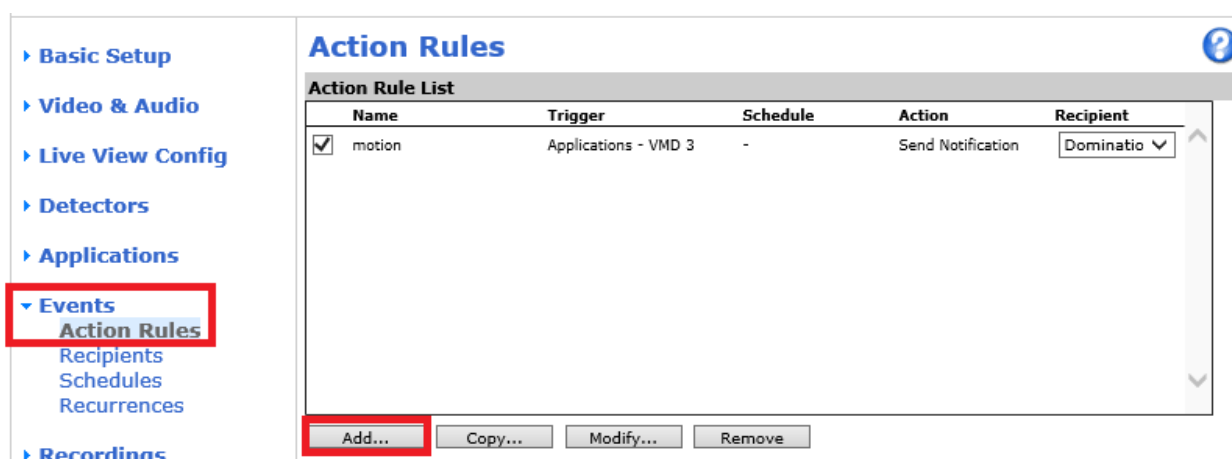 Basic Setup
Video & Audio
Live View Config
Detectors
Applications
Events
Action Rules
Recipients
Schedules
Recurrences
Recordings
Action Rules
Action Rule List
Name Trigger Schedule Action Recipient
motion Applications - VMD 3 - Send Notification Dominatio
Add... Copy... Modify... Remove